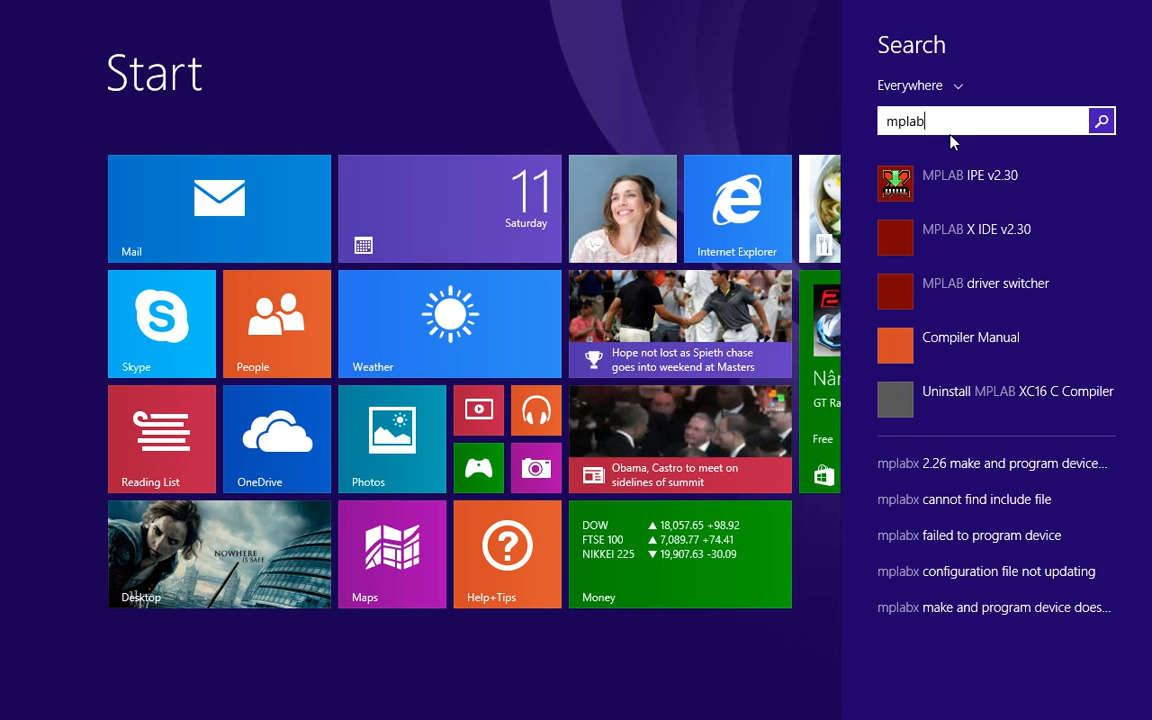 Start
Mail
11
Saturday
Internet Explorer
Skype
People
Weather
Hope not lost as Spieth chase
goes into weekend at Masters
Nâr
GT Ra
Free
Reading List
OneDrive
Photos
Obama, Castro to meet on
sidelines of summit
NOWHERE
IS SAFE
Desktop
Maps
Help+Tips
DOW ▲ 18,057.65 +98.92
FTSE 100 ▲ 7,089.77 +74.41
NIKKEI 225 ▼ 19,907.63 -30.09
Money
Search
Everywhere
mplab
MPLAB IPE v2.30
MPLAB X IDE v2.30
MPLAB driver switcher
Compiler Manual
Uninstall MPLAB XC16 C Compiler
mplabx 2.26 make and program device...
mplabx cannot find include file
mplabx failed to program device
mplabx configuration file not updating
mplabx make and program device does...